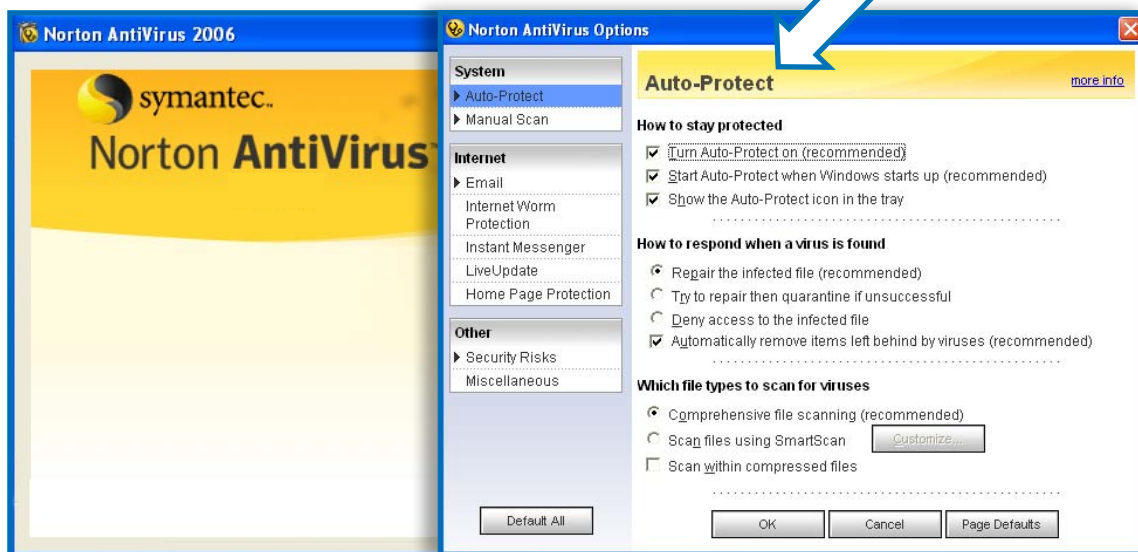 Norton AntiVirus 2006
symantec.
Norton AntiVirus™
Norton AntiVirus Options
System
Auto-Protect
Manual Scan
Internet
Email
Internet Worm
Protection
Instant Messenger
LiveUpdate
Home Page Protection
Other
Security Risks
Miscellaneous
Default All
Auto-Protect
more info
How to stay protected
Turn Auto-Protect on (recommended)
Start Auto-Protect when Windows starts up (recommended)
Show the Auto-Protect icon in the tray
How to respond when a virus is found
Repair the infected file (recommended)
Try to repair then quarantine if unsuccessful
Deny access to the infected file
Automatically remove items left behind by viruses (recommended)
Which file types to scan for viruses
Comprehensive file scanning (recommended)
Scan files using SmartScan
Customize...
Scan within compressed files
OK
Cancel
Page Defaults